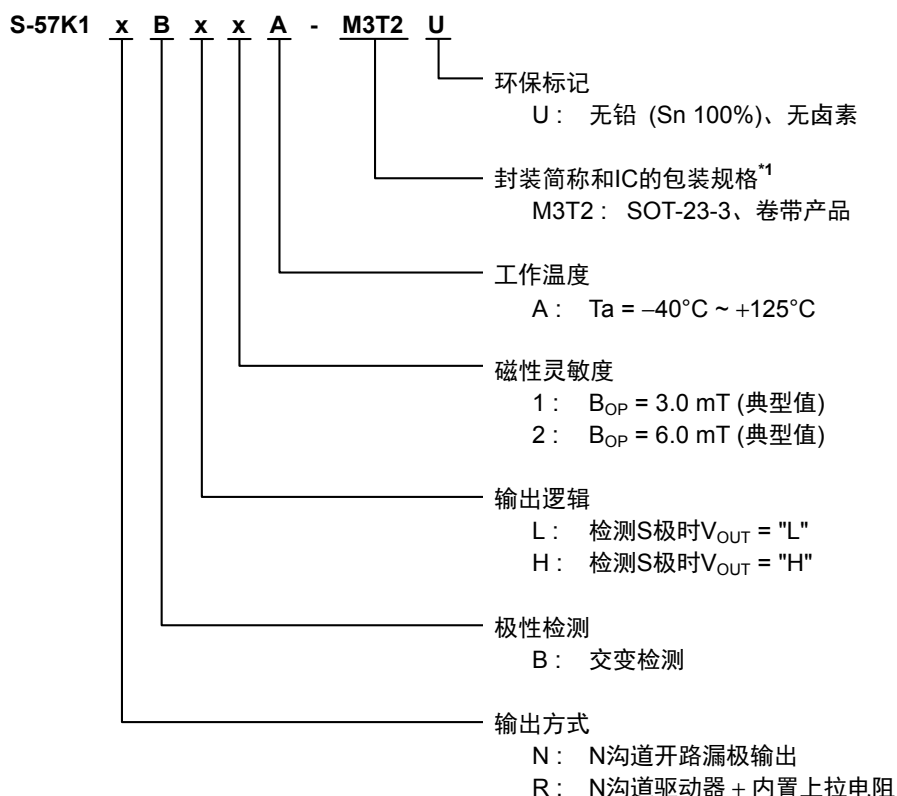 S-57K1 x B x x A - M3T2 U
环保标记
U : 无铅 (Sn 100%)、无卤素
封装简称和IC的包装规格*1
M3T2 : SOT-23-3、卷带产品
工作温度
A : Ta = −40°C ~ +125°C
磁性灵敏度
1 : BOP = 3.0 mT (典型值)
2 : BOP = 6.0 mT (典型值)
输出逻辑
L : 检测S极时VOUT = "L"
H : 检测S极时VOUT = "H"
极性检测
B : 交变检测
输出方式
N : N沟道开路漏极输出
R : N沟道驱动器 + 内置上拉电阻